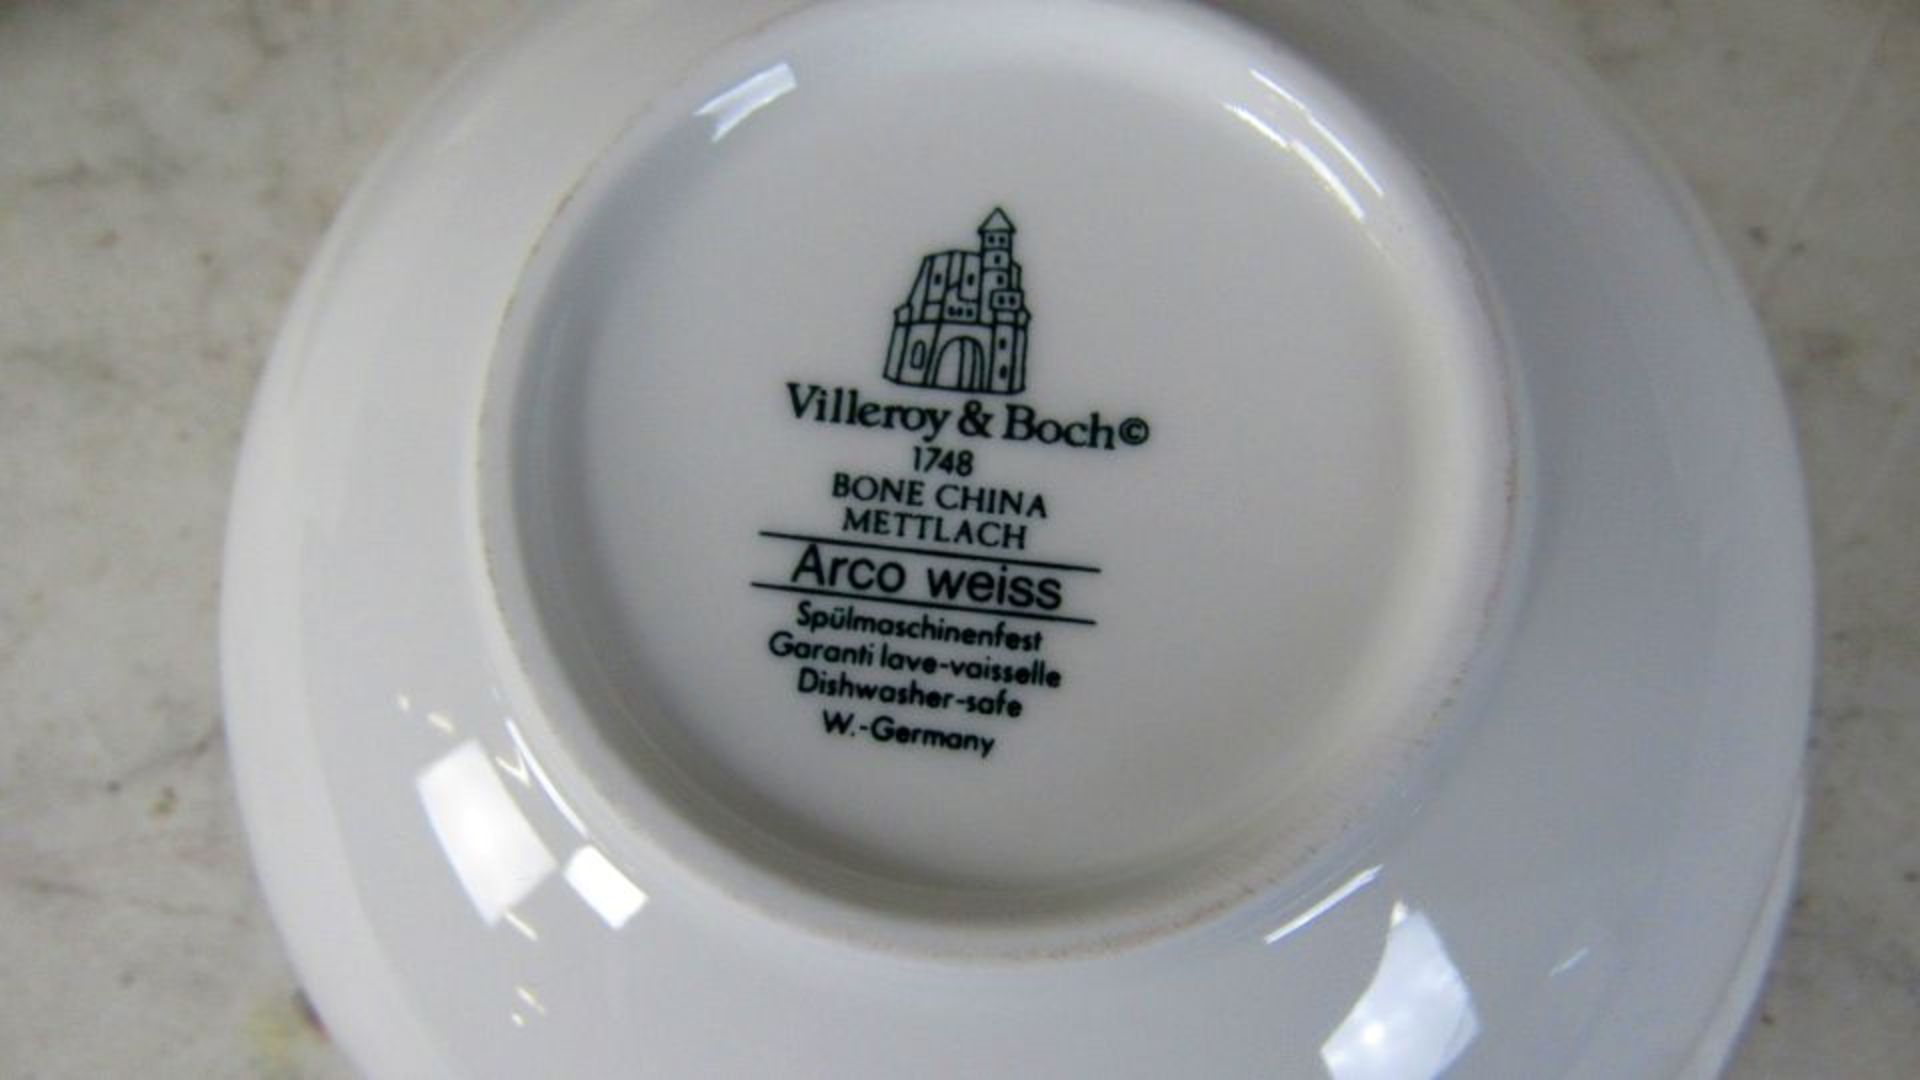 Villeroy & Boch©
1748
BONE CHINA
METTLACH
Arco weiss
Spülmaschinenfest
Garanti lave-vaisselle
Dishwasher-safe
W.-Germany